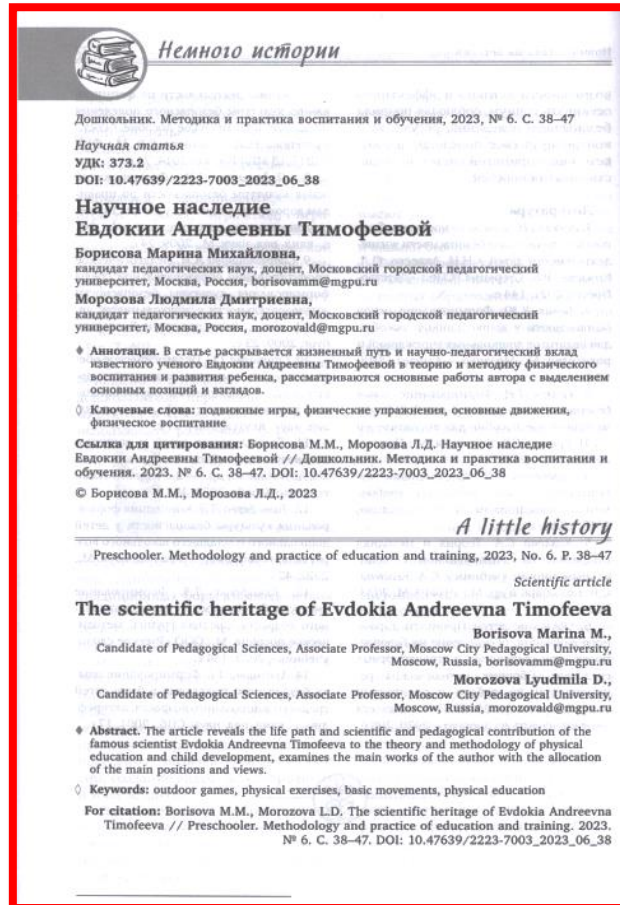 Немного истории
Дошкольник. Методика и практика воспитания и обучения, 2023, № 6. С. 38–47
Научная статья
УДК: 373.2
DOI: 10.47639/2223-7003_2023_06_38
Научное наследие
Евдокии Андреевны Тимофеевой
Борисова Марина Михайловна,
кандидат педагогических наук, доцент, Московский городской педагогический
университет, Москва, Россия, borisovamm@mgpu.ru
Морозова Людмила Дмитриевна,
кандидат педагогических наук, доцент, Московский городской педагогический
университет, Москва, Россия, morozovald@mgpu.ru
♦ Аннотация. В статье раскрывается жизненный путь и научно-педагогический вклад
известного ученого Евдокии Андреевны Тимофеевой в теорию и методику физического
воспитания и развития ребенка, рассматриваются основные работы автора с выделением
основных позиций и взглядов.
◊ Ключевые слова: подвижные игры, физические упражнения, основные движения,
физическое воспитание
Ссылка для цитирования: Борисова М.М., Морозова Л.Д. Научное наследие
Евдокии Андреевны Тимофеевой // Дошкольник. Методика и практика воспитания и
обучения. 2023. № 6. С. 38–47. DOI: 10.47639/2223-7003_2023_06_38
© Борисова М.М., Морозова Л.Д., 2023
A little history
Preschooler. Methodology and practice of education and training, 2023, No. 6. P. 38–47
Scientific article
The scientific heritage of Evdokia Andreevna Timofeeva
Borisova Marina M.,
Candidate of Pedagogical Sciences, Associate Professor, Moscow City Pedagogical University,
Moscow, Russia, borisovamm@mgpu.ru
Morozova Lyudmila D.,
Candidate of Pedagogical Sciences, Associate Professor, Moscow City Pedagogical University,
Moscow, Russia, morozovald@mgpu.ru
♦ Abstract. The article reveals the life path and scientific and pedagogical contribution of the
famous scientist Evdokia Andreevna Timofeeva to the theory and methodology of physical
education and child development, examines the main works of the author with the allocation
of the main positions and views.
◊ Keywords: outdoor games, physical exercises, basic movements, physical education
For citation: Borisova M.M., Morozova L.D. The scientific heritage of Evdokia Andreevna
Timofeeva // Preschooler. Methodology and practice of education and training. 2023.
№ 6. С. 38–47. DOI: 10.47639/2223-7003_2023_06_38